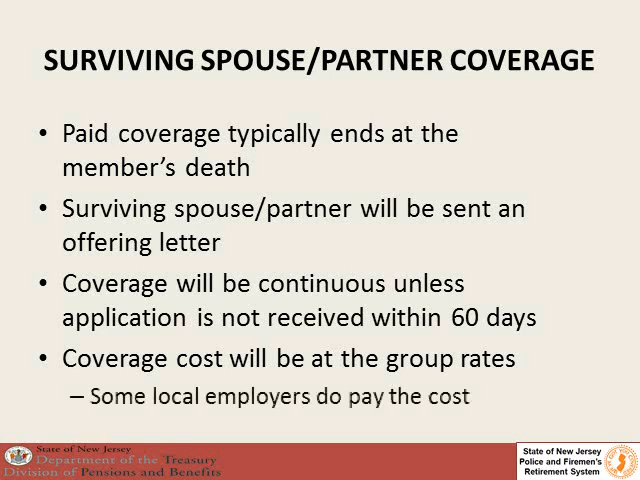 SURVIVING SPOUSE/PARTNER COVERAGE
• Paid coverage typically ends at the
member’s death
• Surviving spouse/partner will be sent an
offering letter
• Coverage will be continuous unless
application is not received within 60 days
• Coverage cost will be at the group rates
– Some local employers do pay the cost
State of New Jersey
Department of the Treasury
Division of Pensions and Benefits
State of New Jersey
Police and Firemen's
Retirement System